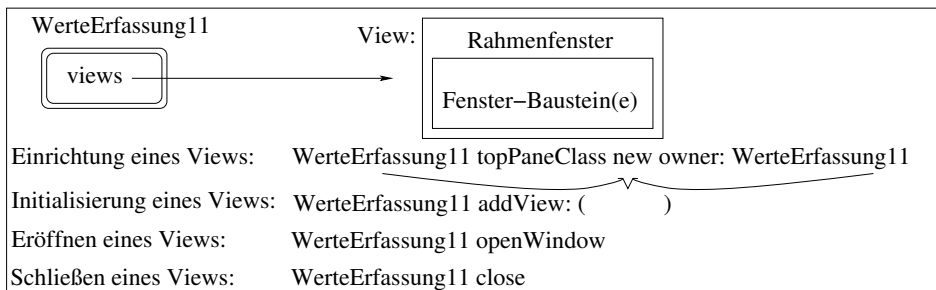 WerteErfassung11
View:
Rahmenfenster
views
Fenster−Baustein(e)
Einrichtung eines Views: WerteErfassung11 topPaneClass new owner: WerteErfassung11
Initialisierung eines Views: WerteErfassung11 addView: ( )
Eröffnen eines Views: WerteErfassung11 openWindow
Schließen eines Views: WerteErfassung11 close